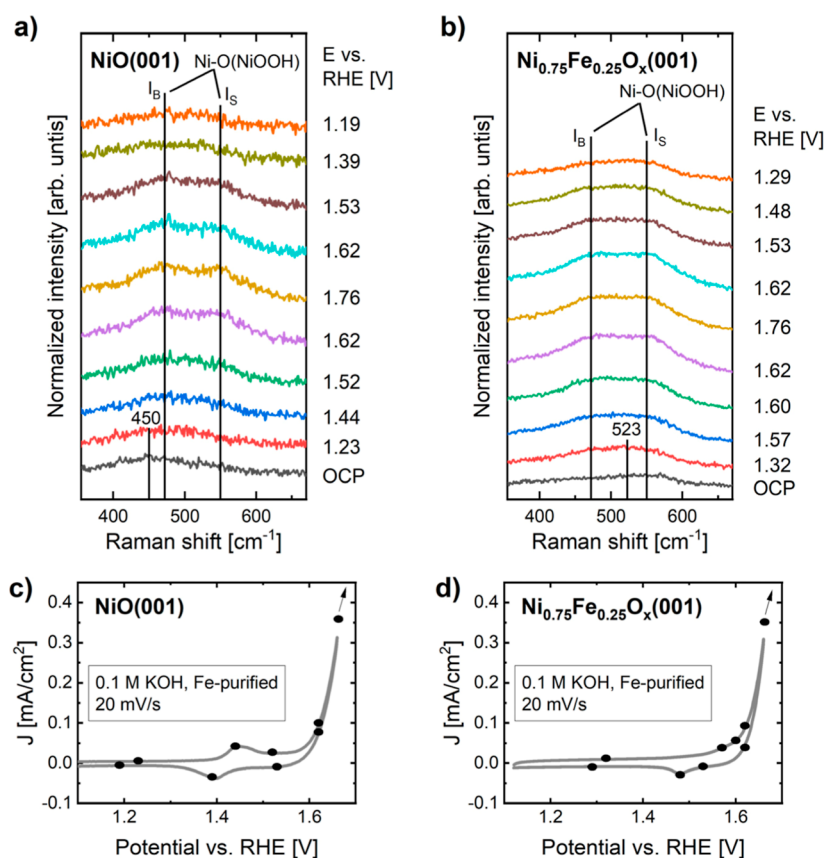 a)
NiO(001)
Ni-O(NiOOH)
I_B
I_S
E vs.
RHE [V]
1.19
1.39
1.53
1.62
1.76
1.62
1.52
1.44
1.23
OCP
450
Normalized intensity [arb. untis]
400
500
600
Raman shift [cm⁻¹]
b)
Ni₀.₇₅Fe₀.₂₅Oₓ(001)
Ni-O(NiOOH)
I_B
I_S
E vs.
RHE [V]
1.29
1.48
1.53
1.62
1.76
1.62
1.60
1.57
1.32
OCP
523
Normalized intensity [arb. units]
400
500
600
Raman shift [cm⁻¹]
c)
NiO(001)
0.1 M KOH, Fe-purified
20 mV/s
J [mA/cm²]
0.4
0.3
0.2
0.1
0.0
-0.1
1.2
1.4
1.6
Potential vs. RHE [V]
d)
Ni₀.₇₅Fe₀.₂₅Oₓ(001)
0.1 M KOH, Fe-purified
20 mV/s
J [mA/cm²]
0.4
0.3
0.2
0.1
0.0
-0.1
1.2
1.4
1.6
Potential vs. RHE [V]